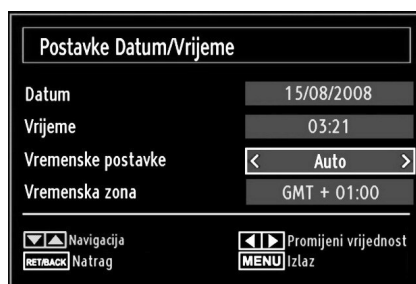 Postavke Datum/Vrijeme
Datum 15/08/2008
Vrijeme 03:21
Vremenske postavke < Auto >
Vremenska zona GMT + 01:00
Navigacija Promijeni vrijednost
RET/BACK Natrag MENU Izlaz